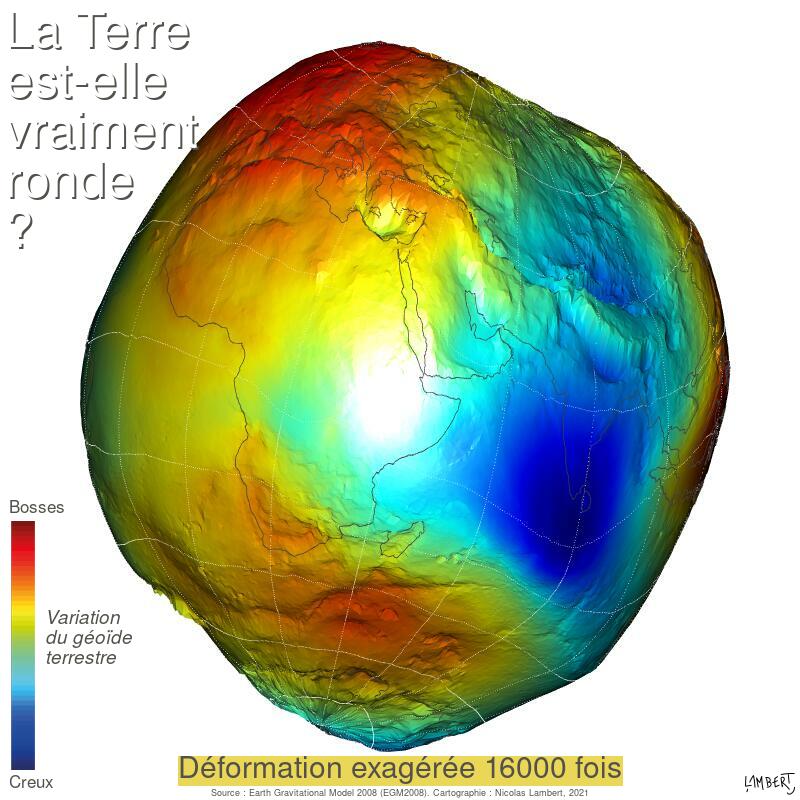 La Terre
est-elle
vraiment
ronde
?
Bosses
Variation
du géoïde
terrestre
Creux
Déformation exagérée 16000 fois
Source : Earth Gravitational Model 2008 (EGM2008). Cartographie : Nicolas Lambert, 2021
LAMBERT